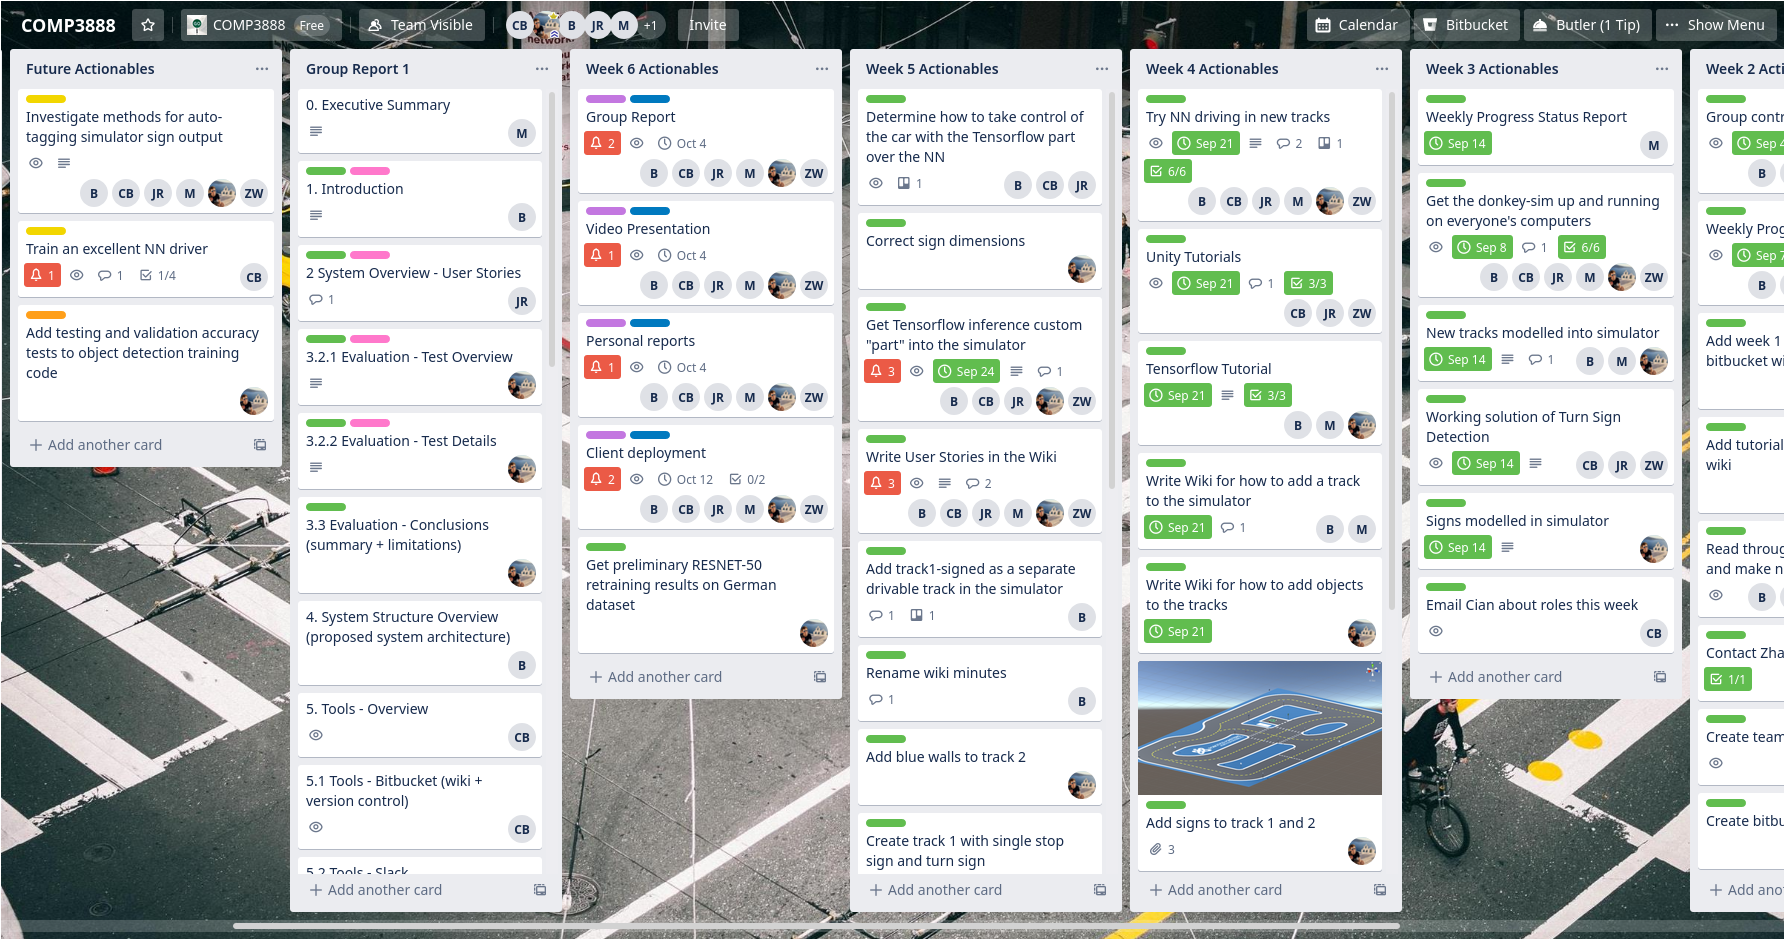 COMP3888
COMP3888 Free
Team Visible
CB B JR M +1
Invite
Calendar
Bitbucket
Butler (1 Tip)
Show Menu
Future Actionables
Investigate methods for auto-
tagging simulator sign output
B CB JR M ZW
Train an excellent NN driver
1 1 1/4 CB
Add testing and validation accuracy
tests to object detection training
code
Add another card
Group Report 1
0. Executive Summary
M
1. Introduction
B
2 System Overview - User Stories
1 JR
3.2.1 Evaluation - Test Overview
3.2.2 Evaluation - Test Details
3.3 Evaluation - Conclusions
(summary + limitations)
4. System Structure Overview
(proposed system architecture)
B
5. Tools - Overview
CB
5.1 Tools - Bitbucket (wiki +
version control)
CB
5.2 Tools - Slack
Add another card
Week 6 Actionables
Group Report
2 Oct 4
B CB JR M ZW
Video Presentation
1 Oct 4
B CB JR M ZW
Personal reports
1 Oct 4
B CB JR M ZW
Client deployment
2 Oct 12 0/2
B CB JR M ZW
Get preliminary RESNET-50
retraining results on German
dataset
Add another card
Week 5 Actionables
Determine how to take control of
the car with the Tensorflow part
over the NN
1 B CB JR
Correct sign dimensions
Get Tensorflow inference custom
"part" into the simulator
3 Sep 24 1
B CB JR ZW
Write User Stories in the Wiki
3 2
B CB JR M ZW
Add track1-signed as a separate
drivable track in the simulator
1 1 B
Rename wiki minutes
1 B
Add blue walls to track 2
Create track 1 with single stop
sign and turn sign
Add another card
Week 4 Actionables
Try NN driving in new tracks
Sep 21 2 1
6/6
B CB JR M ZW
Unity Tutorials
Sep 21 1 3/3
CB JR ZW
Tensorflow Tutorial
Sep 21 3/3
B M
Write Wiki for how to add a track
to the simulator
Sep 21 1 B M
Write Wiki for how to add objects
to the tracks
Sep 21
Add signs to track 1 and 2
3
Add another card
Week 3 Actionables
Weekly Progress Status Report
Sep 14 M
Get the donkey-sim up and running
on everyone's computers
Sep 8 1 6/6
B CB JR M ZW
New tracks modelled into simulator
Sep 14 1 B M
Working solution of Turn Sign
Detection
Sep 14 CB JR ZW
Signs modelled in simulator
Sep 14
Email Cian about roles this week
CB
Add another card
Week 2 Acti
Group contr
Sep 4
B
Weekly Prog
Sep 7
B
Add week 1
bitbucket wi
Add tutorial
wiki
Read throug
and make n
B
Contact Zha
1/1
Create team
Create bitbu
Add ano